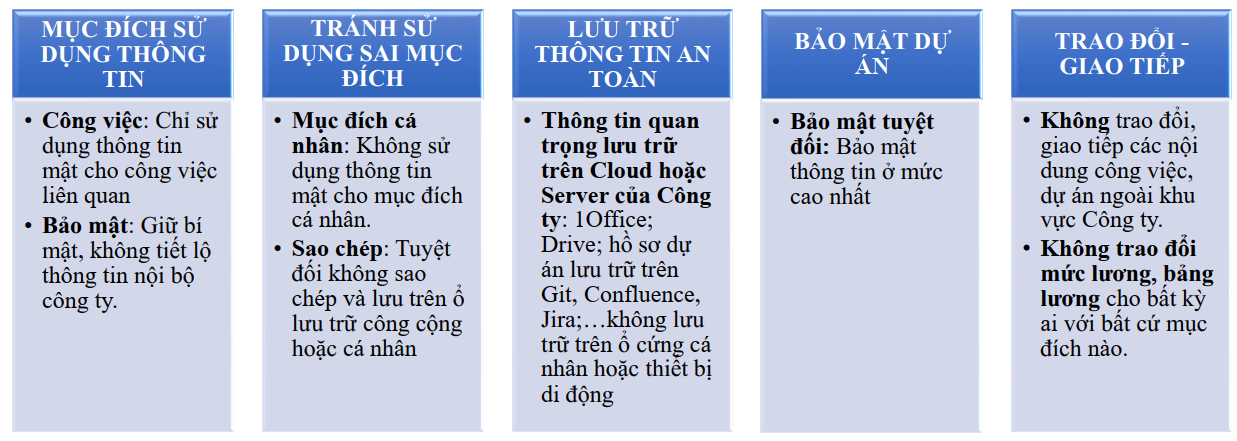 MỤC ĐÍCH SỬ
DỤNG THÔNG
TIN
• Công việc: Chỉ sử
dụng thông tin
mật cho công việc
liên quan
• Bảo mật: Giữ bí
mật, không tiết lộ
thông tin nội bộ
công ty.
TRÁNH SỬ
DỤNG SAI MỤC
ĐÍCH
• Mục đích cá
nhân: Không sử
dụng thông tin
mật cho mục đích
cá nhân.
• Sao chép: Tuyệt
đối không sao
chép và lưu trên ổ
lưu trữ công cộng
hoặc cá nhân
LƯU TRỮ
THÔNG TIN AN
TOÀN
• Thông tin quan
trọng lưu trữ
trên Cloud hoặc
Server của Công
ty: 1Office;
Drive; hồ sơ dự
án lưu trữ trên
Git, Confluence,
Jira;…không lưu
trữ trên ổ cứng cá
nhân hoặc thiết bị
di động
BẢO MẬT DỰ
ÁN
• Bảo mật tuyệt
đối: Bảo mật
thông tin ở mức
cao nhất
TRAO ĐỔI -
GIAO TIẾP
• Không trao đổi,
giao tiếp các nội
dung công việc,
dự án ngoài khu
vực Công ty.
• Không trao đổi
mức lương, bảng
lương cho bất kỳ
ai với bất cứ mục
đích nào.